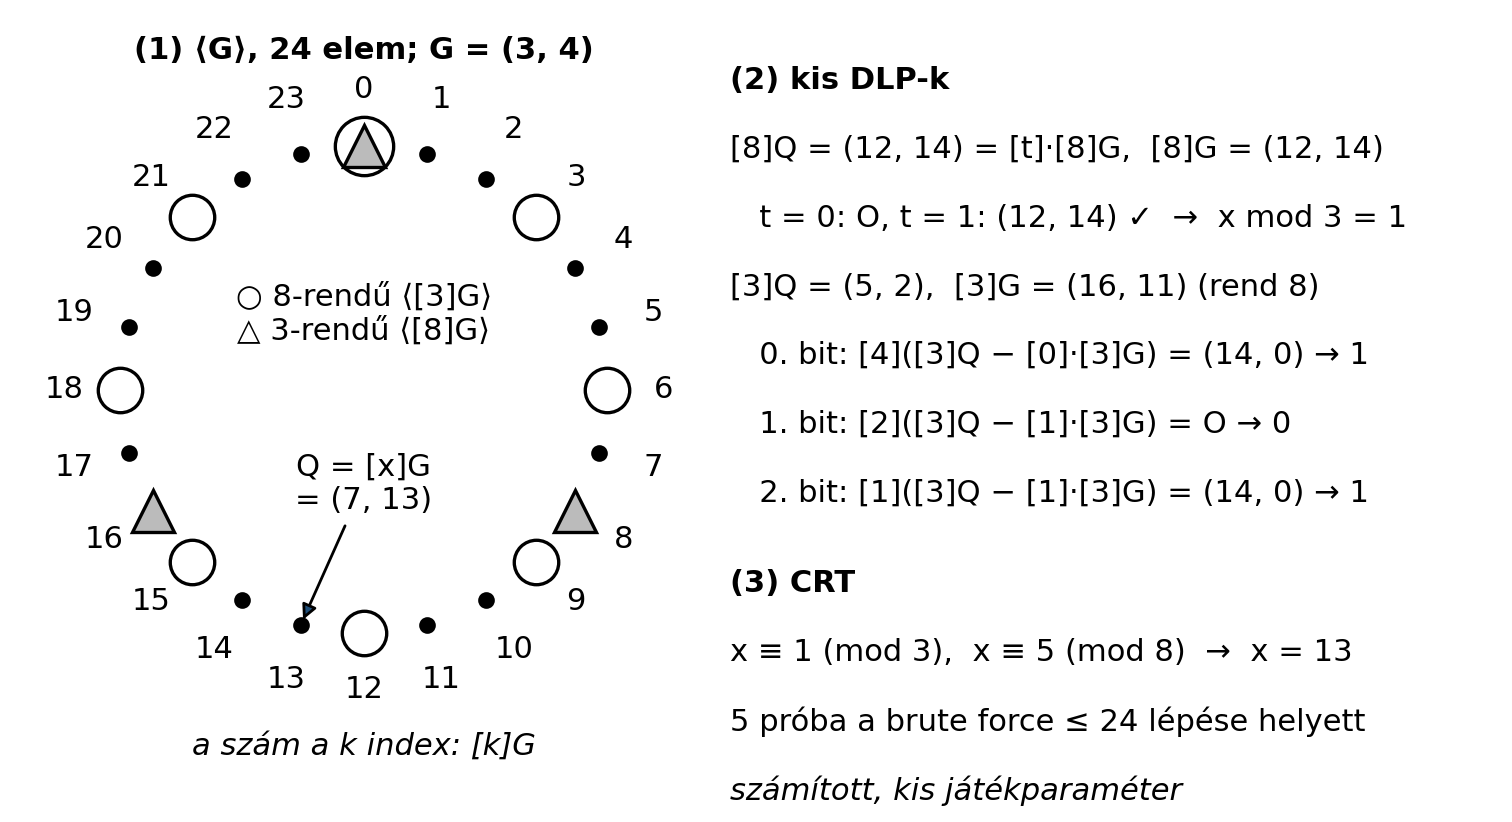 (1) ⟨G⟩, 24 elem; G = (3, 4)
0
1
2
3
4
5
6
7
8
9
10
11
12
13
14
15
16
17
18
19
20
21
22
23
○ 8-rendű ⟨[3]G⟩
△ 3-rendű ⟨[8]G⟩
Q = [x]G
= (7, 13)
a szám a k index: [k]G
(2) kis DLP-k
[8]Q = (12, 14) = [t]·[8]G, [8]G = (12, 14)
t = 0: O, t = 1: (12, 14) ✓ → x mod 3 = 1
[3]Q = (5, 2), [3]G = (16, 11) (rend 8)
0. bit: [4]([3]Q − [0]·[3]G) = (14, 0) → 1
1. bit: [2]([3]Q − [1]·[3]G) = O → 0
2. bit: [1]([3]Q − [1]·[3]G) = (14, 0) → 1
(3) CRT
x ≡ 1 (mod 3), x ≡ 5 (mod 8) → x = 13
5 próba a brute force ≤ 24 lépése helyett
számított, kis játékparaméter